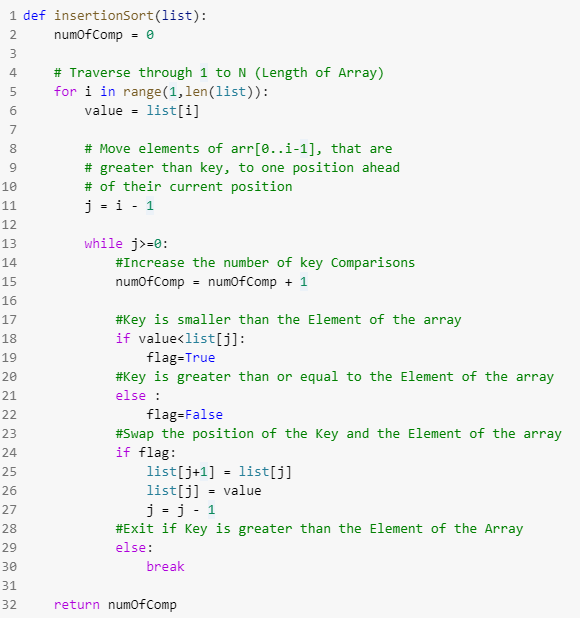 1 def insertionSort(list):
2     numOfComp = 0
3
4     # Traverse through 1 to N (Length of Array)
5     for i in range(1,len(list)):
6         value = list[i]
7
8         # Move elements of arr[0..i-1], that are
9         # greater than key, to one position ahead
10         # of their current position
11         j = i - 1
12
13         while j>=0:
14             #Increase the number of key Comparisons
15             numOfComp = numOfComp + 1
16
17             #Key is smaller than the Element of the array
18             if value<list[j]:
19                 flag=True
20             #Key is greater than or equal to the Element of the array
21             else :
22                 flag=False
23             #Swap the position of the Key and the Element of the array
24             if flag:
25                 list[j+1] = list[j]
26                 list[j] = value
27                 j = j - 1
28             #Exit if Key is greater than the Element of the Array
29             else:
30                 break
31
32     return numOfComp